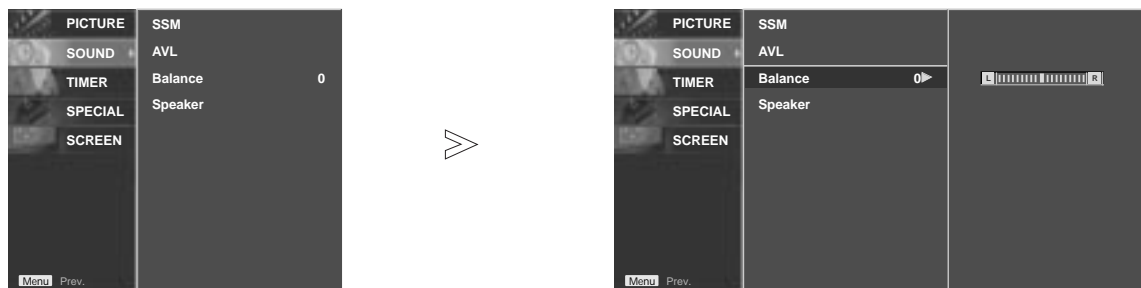 PICTURE
SOUND
TIMER
SPECIAL
SCREEN
SSM
AVL
Balance 0
Speaker
Menu Prev.
PICTURE
SOUND
TIMER
SPECIAL
SCREEN
SSM
AVL
Balance 0
Speaker
L R
Menu Prev.